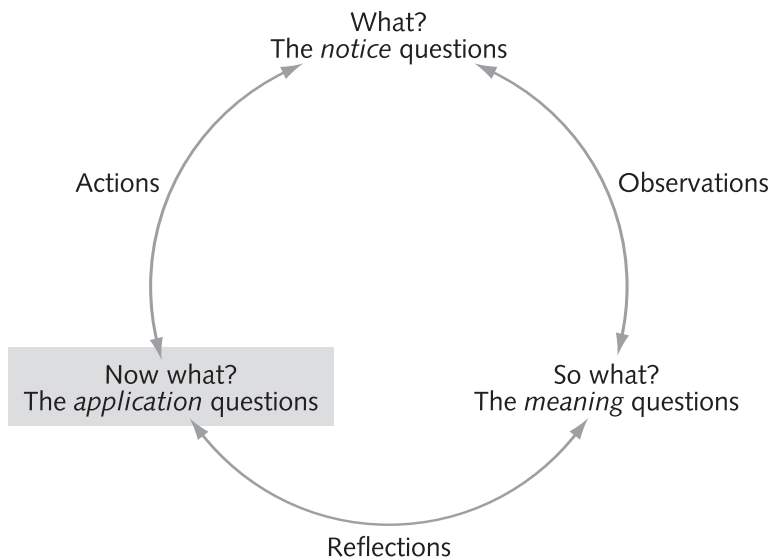 What?
The notice questions
Actions
Observations
Now what?
The application questions
So what?
The meaning questions
Reflections